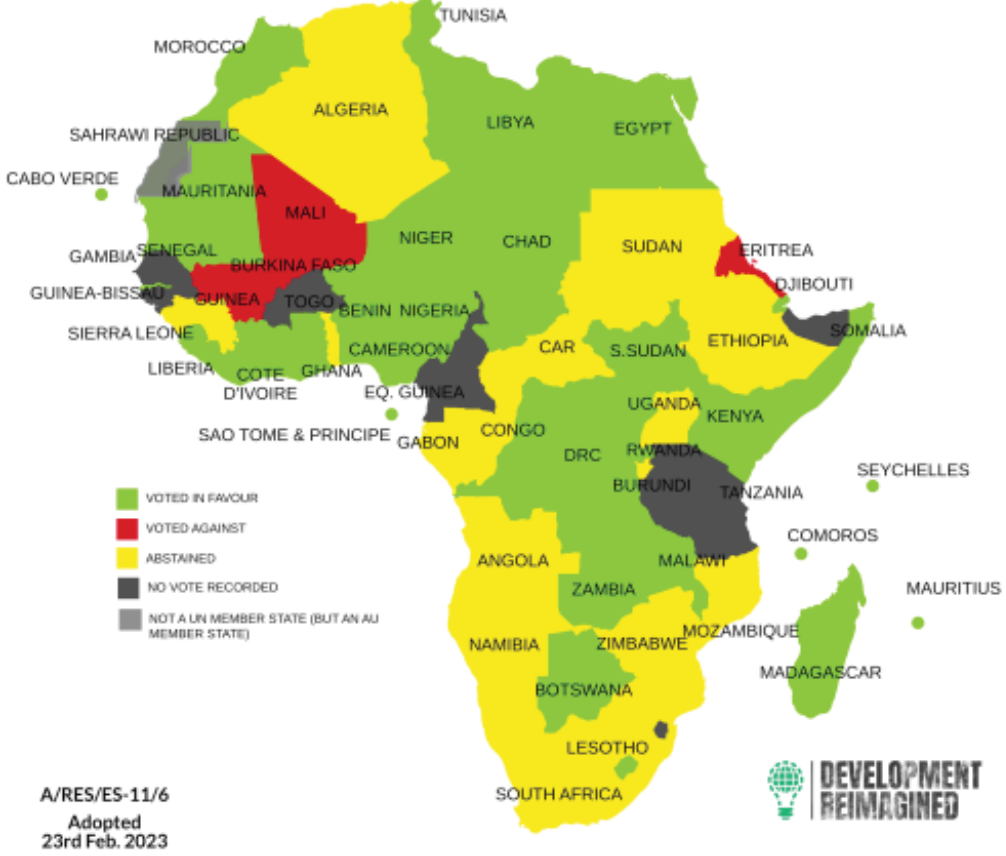 TUNISIA
MOROCCO
ALGERIA
LIBYA
EGYPT
SAHRAWI REPUBLIC
CABO VERDE
MAURITANIA
MALI
NIGER
CHAD
SUDAN
ERITREA
GAMBIA
SENEGAL
BURKINA FASO
DJIBOUTI
GUINEA-BISSAU
GUINEA
TOGO
BENIN
NIGERIA
SIERRA LEONE
SOMALIA
CAMEROON
CAR
S.SUDAN
ETHIOPIA
LIBERIA
COTE
D'IVOIRE
GHANA
EQ. GUINEA
UGANDA
KENYA
SAO TOME & PRINCIPE
GABON
CONGO
DRC
RWANDA
BURUNDI
TANZANIA
SEYCHELLES
COMOROS
ANGOLA
MALAWI
ZAMBIA
MAURITIUS
NAMIBIA
ZIMBABWE
MOZAMBIQUE
MADAGASCAR
BOTSWANA
LESOTHO
SOUTH AFRICA
VOTED IN FAVOUR
VOTED AGAINST
ABSTAINED
NO VOTE RECORDED
NOT A UN MEMBER STATE (BUT AN AU
MEMBER STATE)
A/RES/ES-11/6
Adopted
23rd Feb. 2023
DEVELOPMENT
REIMAGINED